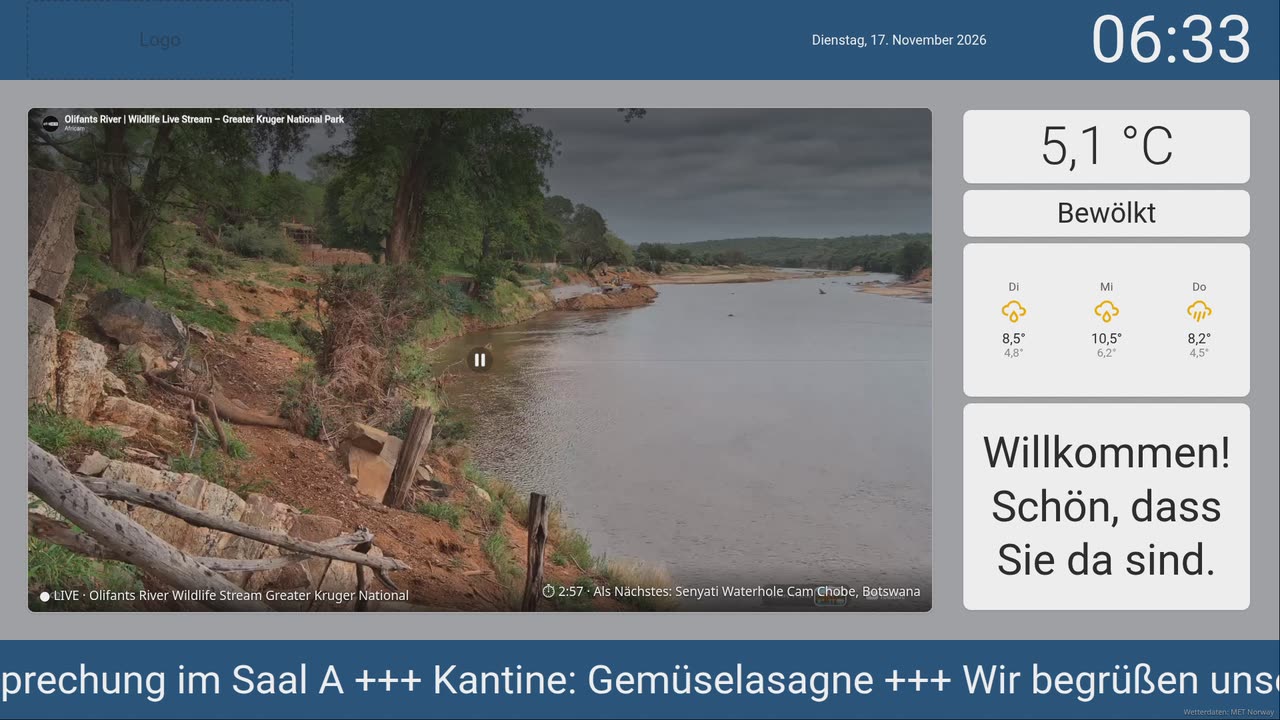 Logo
Dienstag, 17. November 2026
06:33
Olifants River | Wildlife Live Stream – Greater Kruger National Park
Africam
5,1 °C
Bewölkt
Di
Mi
Do
8,5°
10,5°
8,2°
4,8°
6,2°
4,5°
Willkommen!
Schön, dass
Sie da sind.
LIVE · Olifants River Wildlife Stream Greater Kruger National
2:57 · Als Nächstes: Senyati Waterhole Cam Chobe, Botswana
prechung im Saal A +++ Kantine: Gemüselasagne +++ Wir begrüßen uns
Wetterdaten: MET Norway